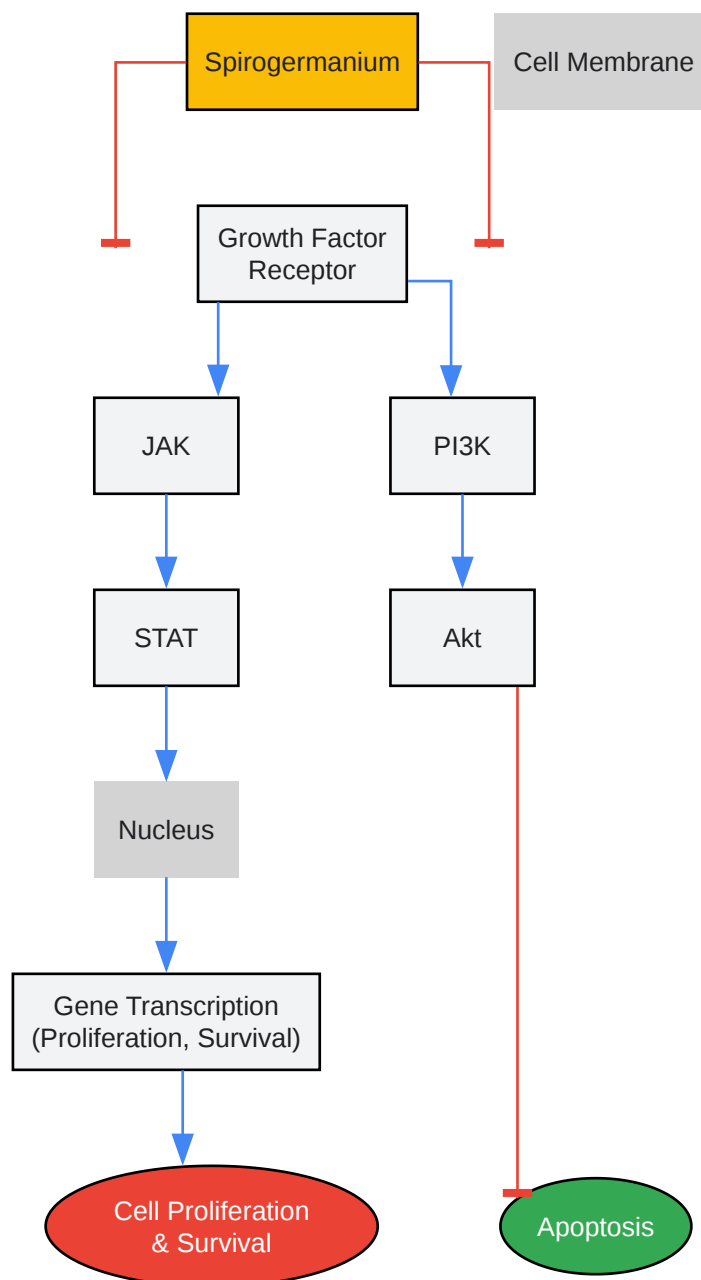 Spirogermanium
Cell Membrane
Growth Factor
Receptor
JAK
PI3K
STAT
Akt
Nucleus
Gene Transcription
(Proliferation, Survival)
Cell Proliferation
& Survival
Apoptosis